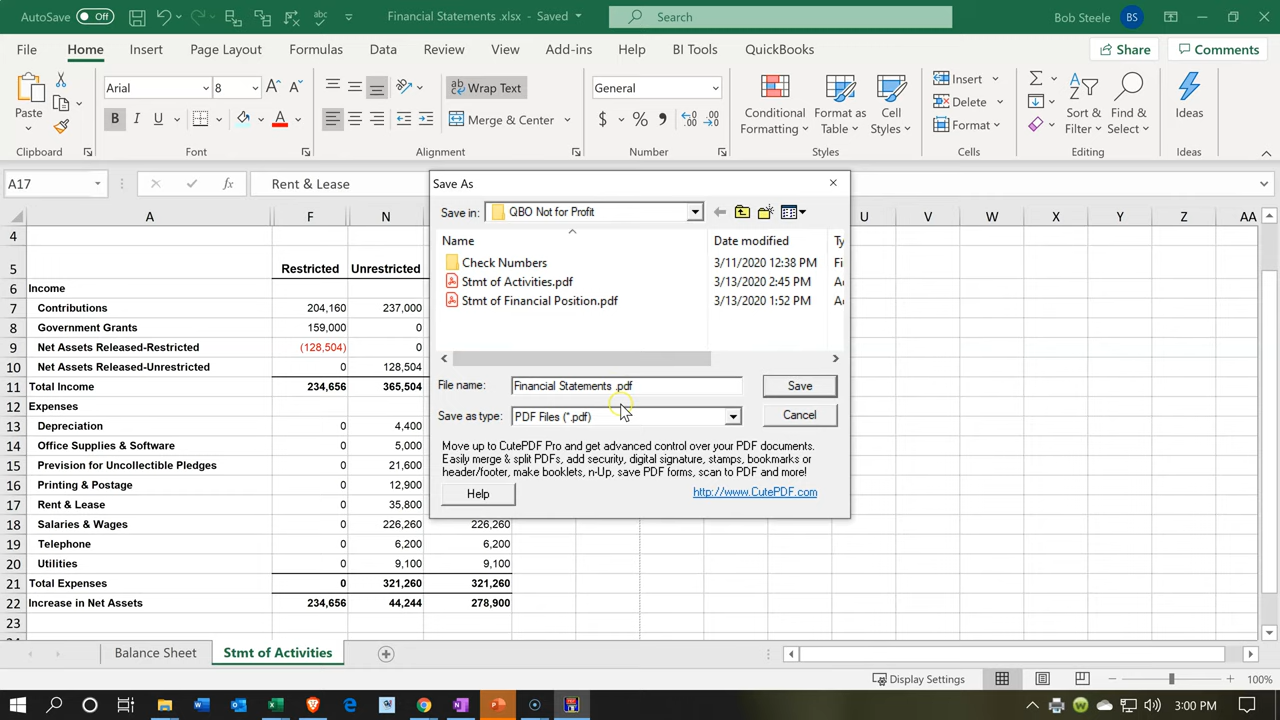 AutoSave Off Financial Statements .xlsx - Saved Search Bob Steele BS
File Home Insert Page Layout Formulas Data Review View Add-ins Help BI Tools QuickBooks Share Comments
Paste Arial 8 Wrap Text General Conditional Formatting Format as Table Cell Styles Insert Sort & Filter Find & Select Ideas
B I U A Merge & Center $ % Delete
Format
Clipboard Font Alignment Number Styles Cells Editing Ideas
A17 fx Rent & Lease
A F N U V W X Y Z AA
4
5 Restricted Unrestricted
6 Income
7 Contributions 204,160 237,000
8 Government Grants 159,000 0
9 Net Assets Released-Restricted (128,504) 0
10 Net Assets Released-Unrestricted 0 128,504
11 Total Income 234,656 365,504
12 Expenses
13 Depreciation 0 4,400
14 Office Supplies & Software 0 5,000
15 Provision for Uncollectible Pledges 0 21,600
16 Printing & Postage 0 12,900
17 Rent & Lease 0 35,800
18 Salaries & Wages 0 226,260 226,260
19 Telephone 0 6,200 6,200
20 Utilities 0 9,100 9,100
21 Total Expenses 0 321,260 321,260
22 Increase in Net Assets 234,656 44,244 278,900
23
Save As
Save in: QBO Not for Profit
Name Date modified Ty
Check Numbers 3/11/2020 12:38 PM Fi
Stmt of Activities.pdf 3/13/2020 2:45 PM A
Stmt of Financial Position.pdf 3/13/2020 1:52 PM A
File name: Financial Statements .pdf Save
Save as type: PDF Files (*.pdf) Cancel
Move up to CutePDF Pro and get advanced control over your PDF documents.
Easily merge & split PDFs, add security, digital signature, stamps, bookmarks or
header/footer, make booklets, n-Up, save PDF forms, scan to PDF and more!
Help http://www.CutePDF.com
Balance Sheet Stmt of Activities
Display Settings 100%
3:00 PM